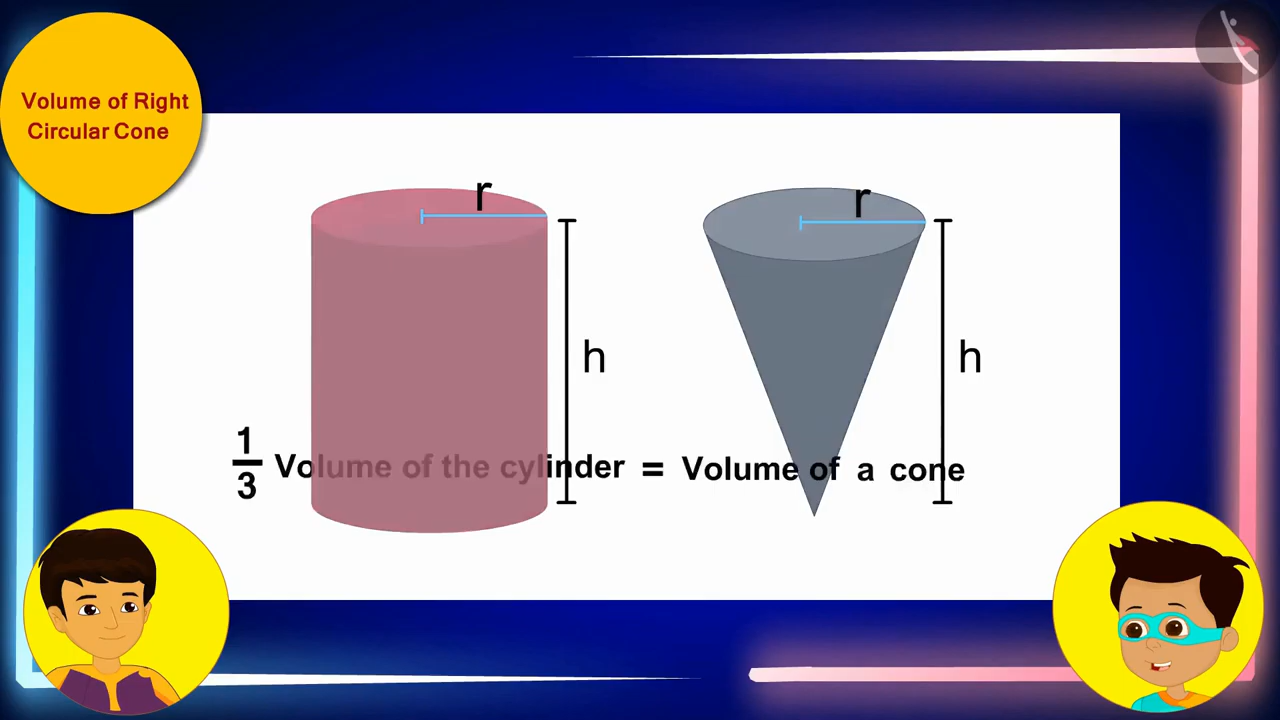 Volume of Right
Circular Cone
r
r
h
h
1/3 Volume of the cylinder = Volume of a cone